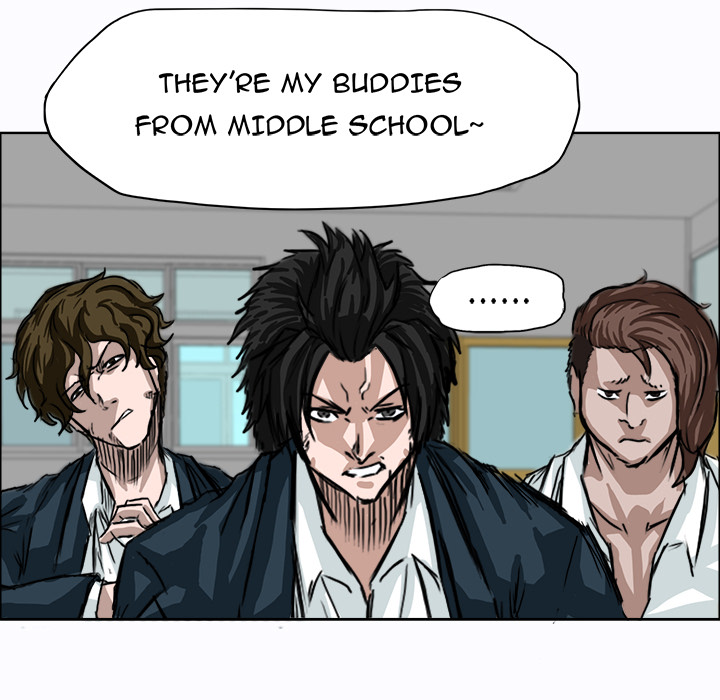 THEY'RE MY BUDDIES
FROM MIDDLE SCHOOL~
......